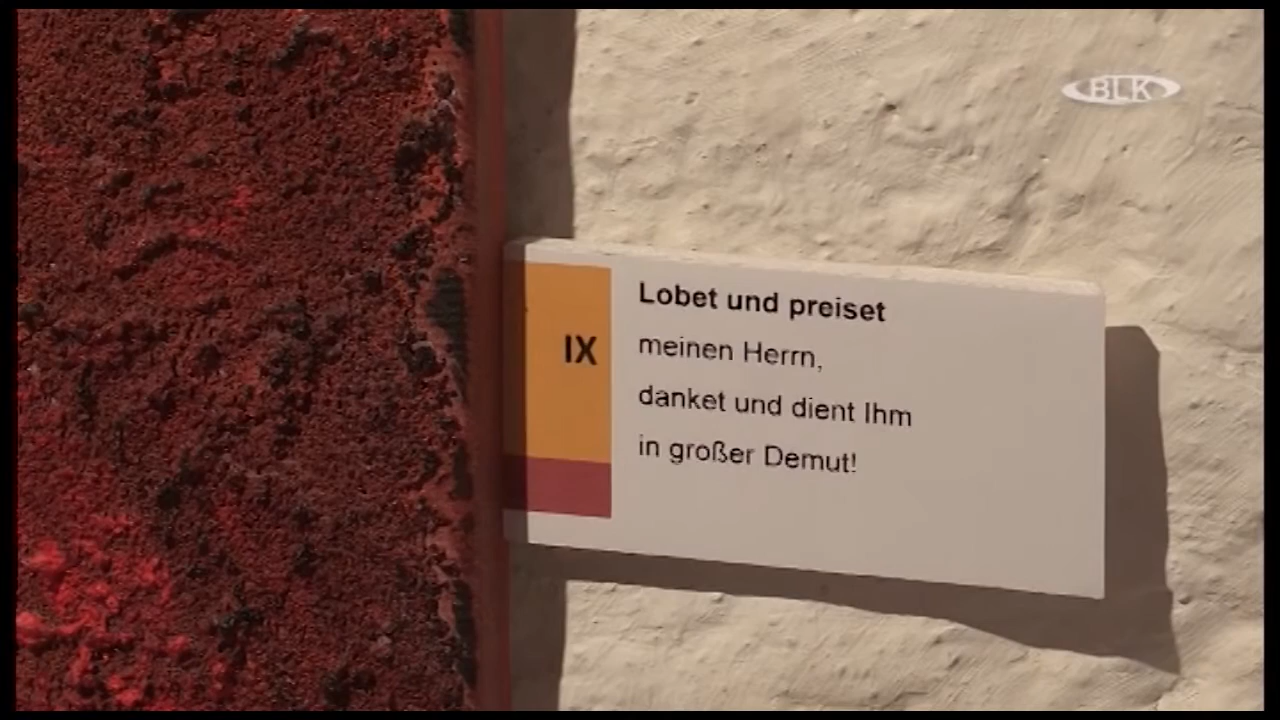 BLK
IX
Lobet und preiset
meinen Herrn,
danket und dient Ihm
in großer Demut!